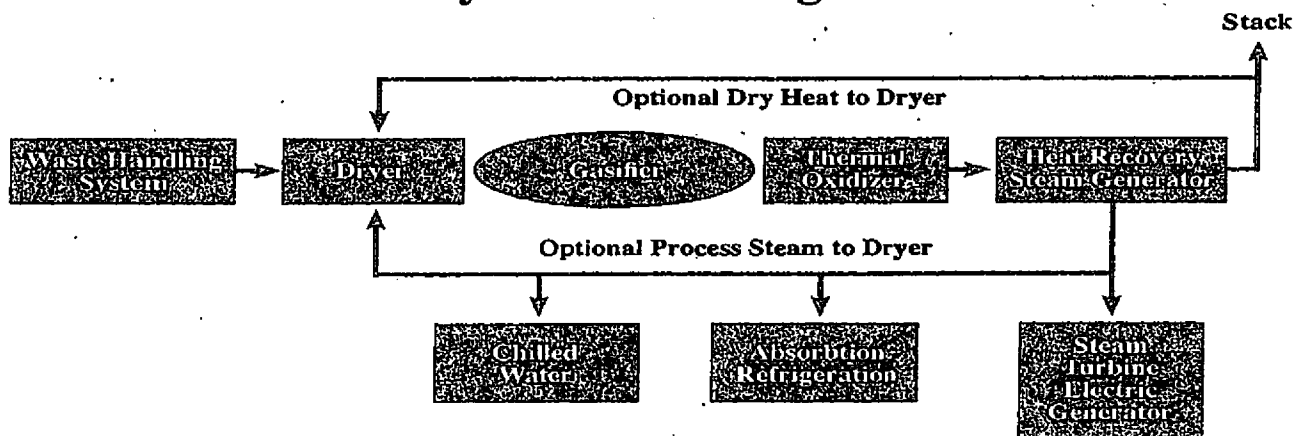 Stack
Optional Dry Heat to Dryer
Waste Handling
System
Dryer
Gasifier
Thermal
Oxidizer
Heat Recovery
Steam Generator
Optional Process Steam to Dryer
Chilled
Water
Absorbtion
Refrigeration
Steam
Turbine
Electric
Generator